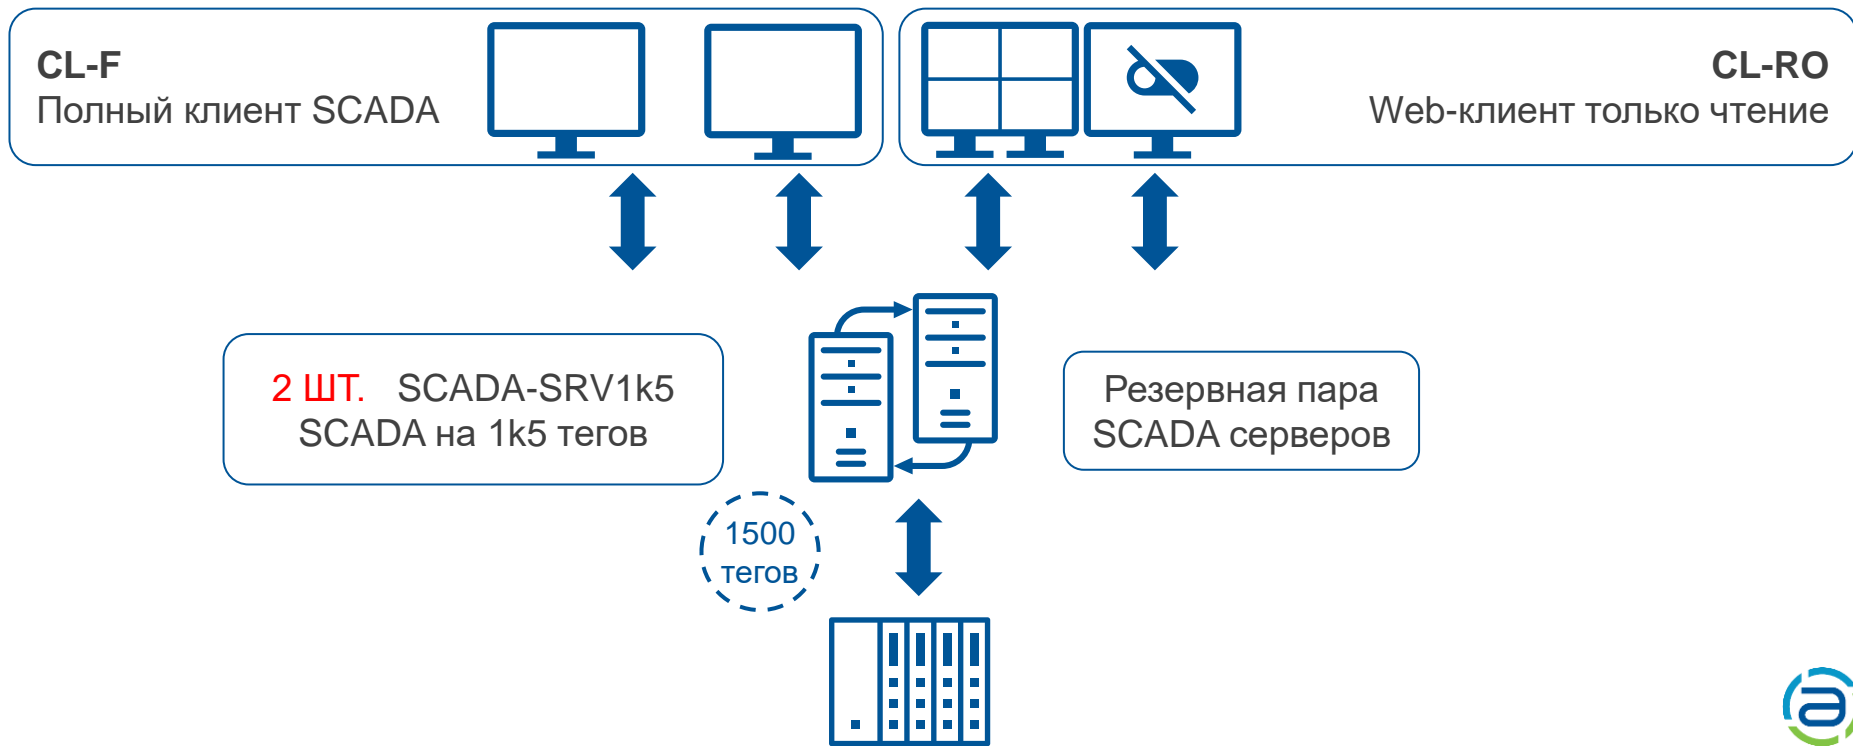 CL-F
Полный клиент SCADA
CL-RO
Web-клиент только чтение
2 ШТ. SCADA-SRV1k5
SCADA на 1k5 тегов
Резервная пара
SCADA серверов
1500
тегов